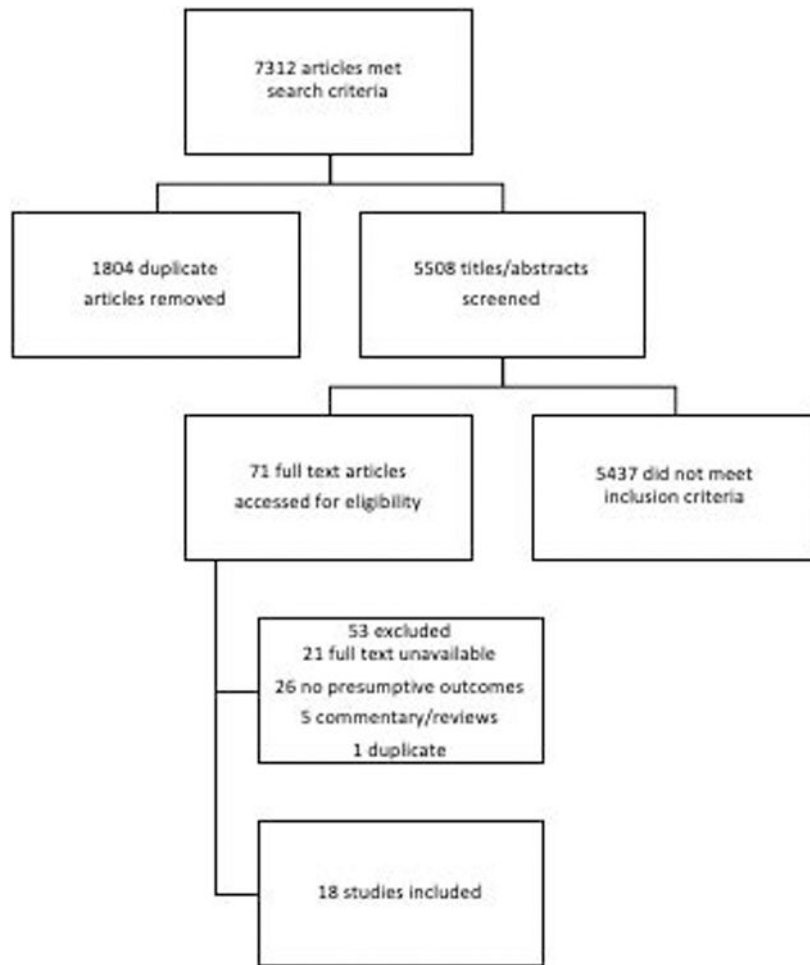 7312 articles met
search criteria
1804 duplicate
articles removed
5508 titles/abstracts
screened
71 full text articles
accessed for eligibility
5437 did not meet
inclusion criteria
53 excluded
21 full text unavailable
26 no presumptive outcomes
5 commentary/reviews
1 duplicate
18 studies included